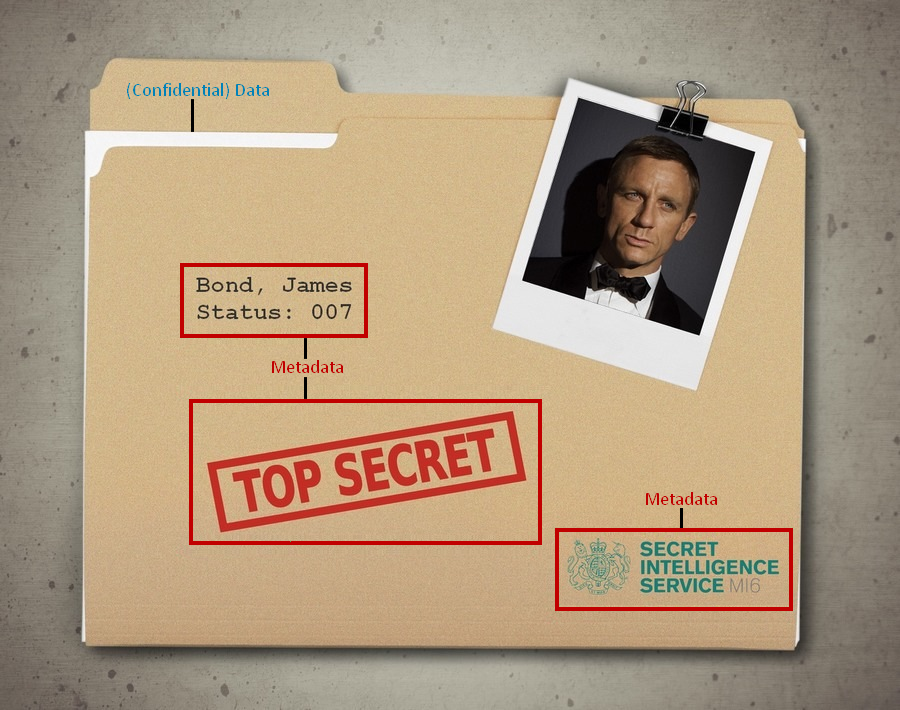 (Confidential) Data
Bond, James
Status: 007
Metadata
TOP SECRET
Metadata
SECRET
INTELLIGENCE
SERVICE MI6